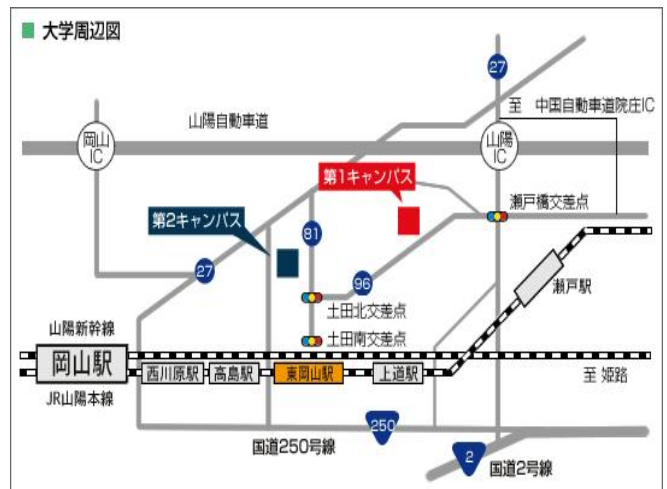 大学周辺図
27
至 中国自動車道院庄IC
山陽自動車道
岡山
IC
山陽
IC
第1キャンパス
瀬戸橋交差点
第2キャンパス
81
27
96
瀬戸駅
土田北交差点
土田南交差点
山陽新幹線
岡山駅
西川原駅
高島駅
東岡山駅
上道駅
至 姫路
JR山陽本線
250
国道250号線
2
国道2号線